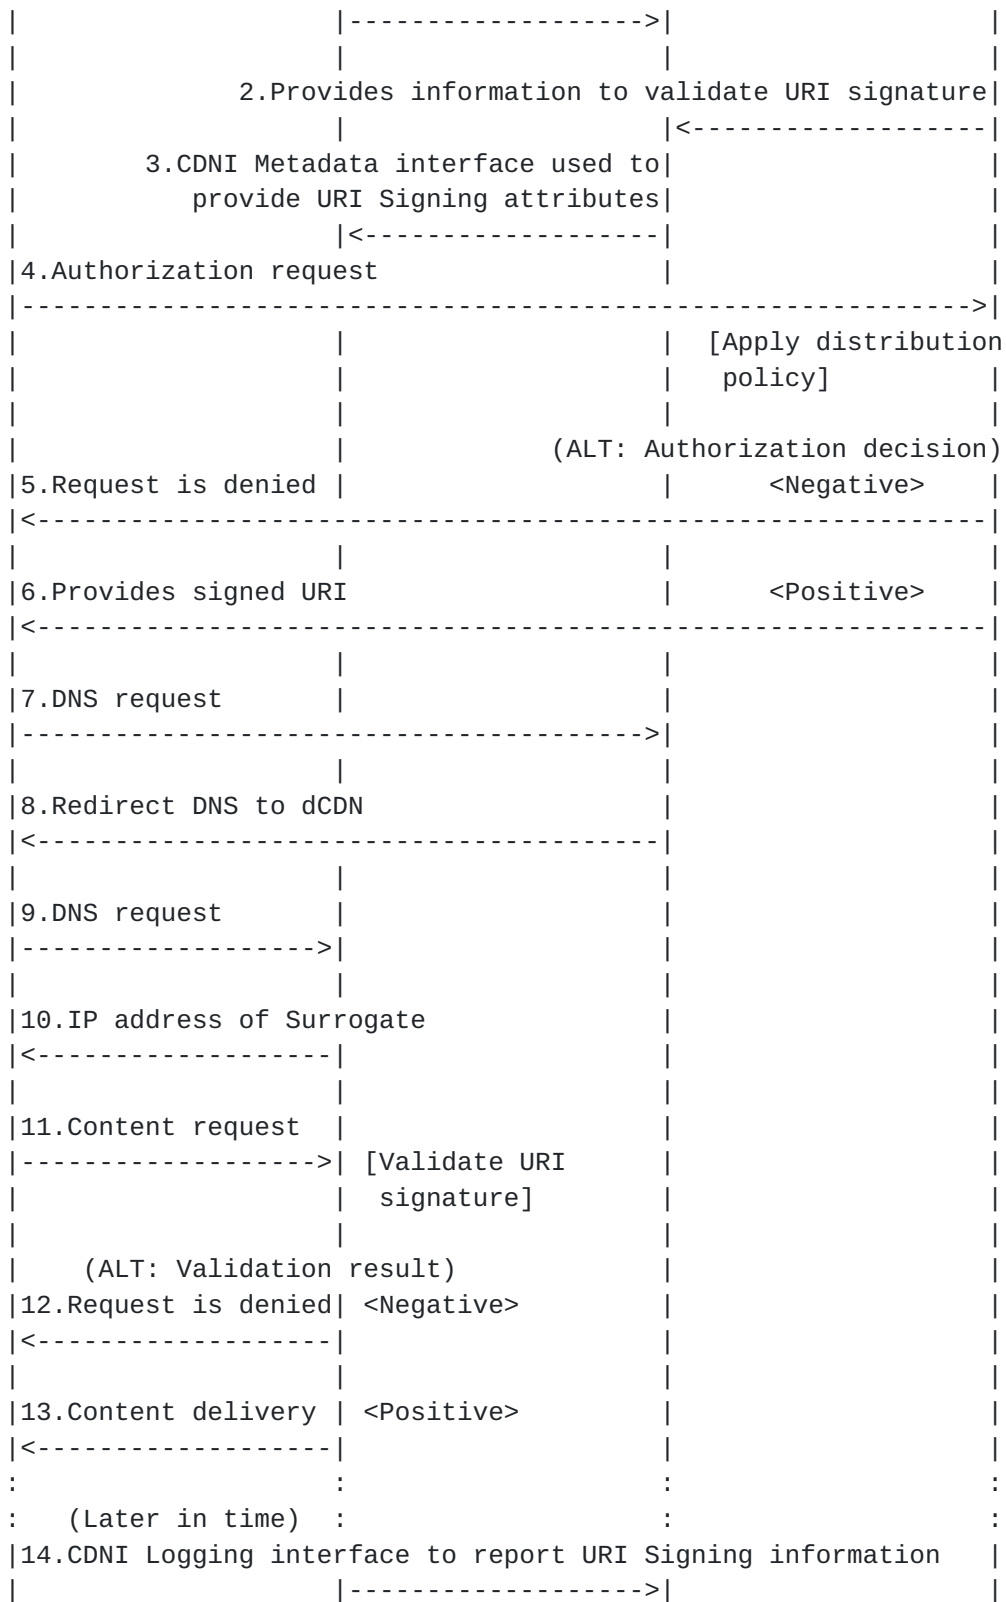 |                    |------------------->|                    |
|                    |                    |                    |
|              2.Provides information to validate URI signature|
|                    |                    |<-------------------|
|        3.CDNI Metadata interface used to|                    |
|           provide URI Signing attributes|                    |
|                    |<-------------------|                    |
|4.Authorization request                  |                    |
|------------------------------------------------------------->|
|                    |                    |  [Apply distribution
|                    |                    |   policy]          |
|                    |                    |                    |
|                    |             (ALT: Authorization decision)
|5.Request is denied |                    |      <Negative>    |
|<-------------------------------------------------------------|
|                    |                    |                    |
|6.Provides signed URI                    |      <Positive>    |
|<-------------------------------------------------------------|
|                    |                    |                    |
|7.DNS request       |                    |                    |
|---------------------------------------->|                    |
|                    |                    |                    |
|8.Redirect DNS to dCDN                   |                    |
|<----------------------------------------|                    |
|                    |                    |                    |
|9.DNS request       |                    |                    |
|------------------->|                    |                    |
|                    |                    |                    |
|10.IP address of Surrogate               |                    |
|<-------------------|                    |                    |
|                    |                    |                    |
|11.Content request  |                    |                    |
|------------------->| [Validate URI      |                    |
|                    |  signature]        |                    |
|                    |                    |                    |
|    (ALT: Validation result)             |                    |
|12.Request is denied| <Negative>         |                    |
|<-------------------|                    |                    |
|                    |                    |                    |
|13.Content delivery | <Positive>         |                    |
|<-------------------|                    |                    |
:                    :                    :                    :
:   (Later in time)  :                    :                    :
|14.CDNI Logging interface to report URI Signing information   |
|                    |------------------->|                    |